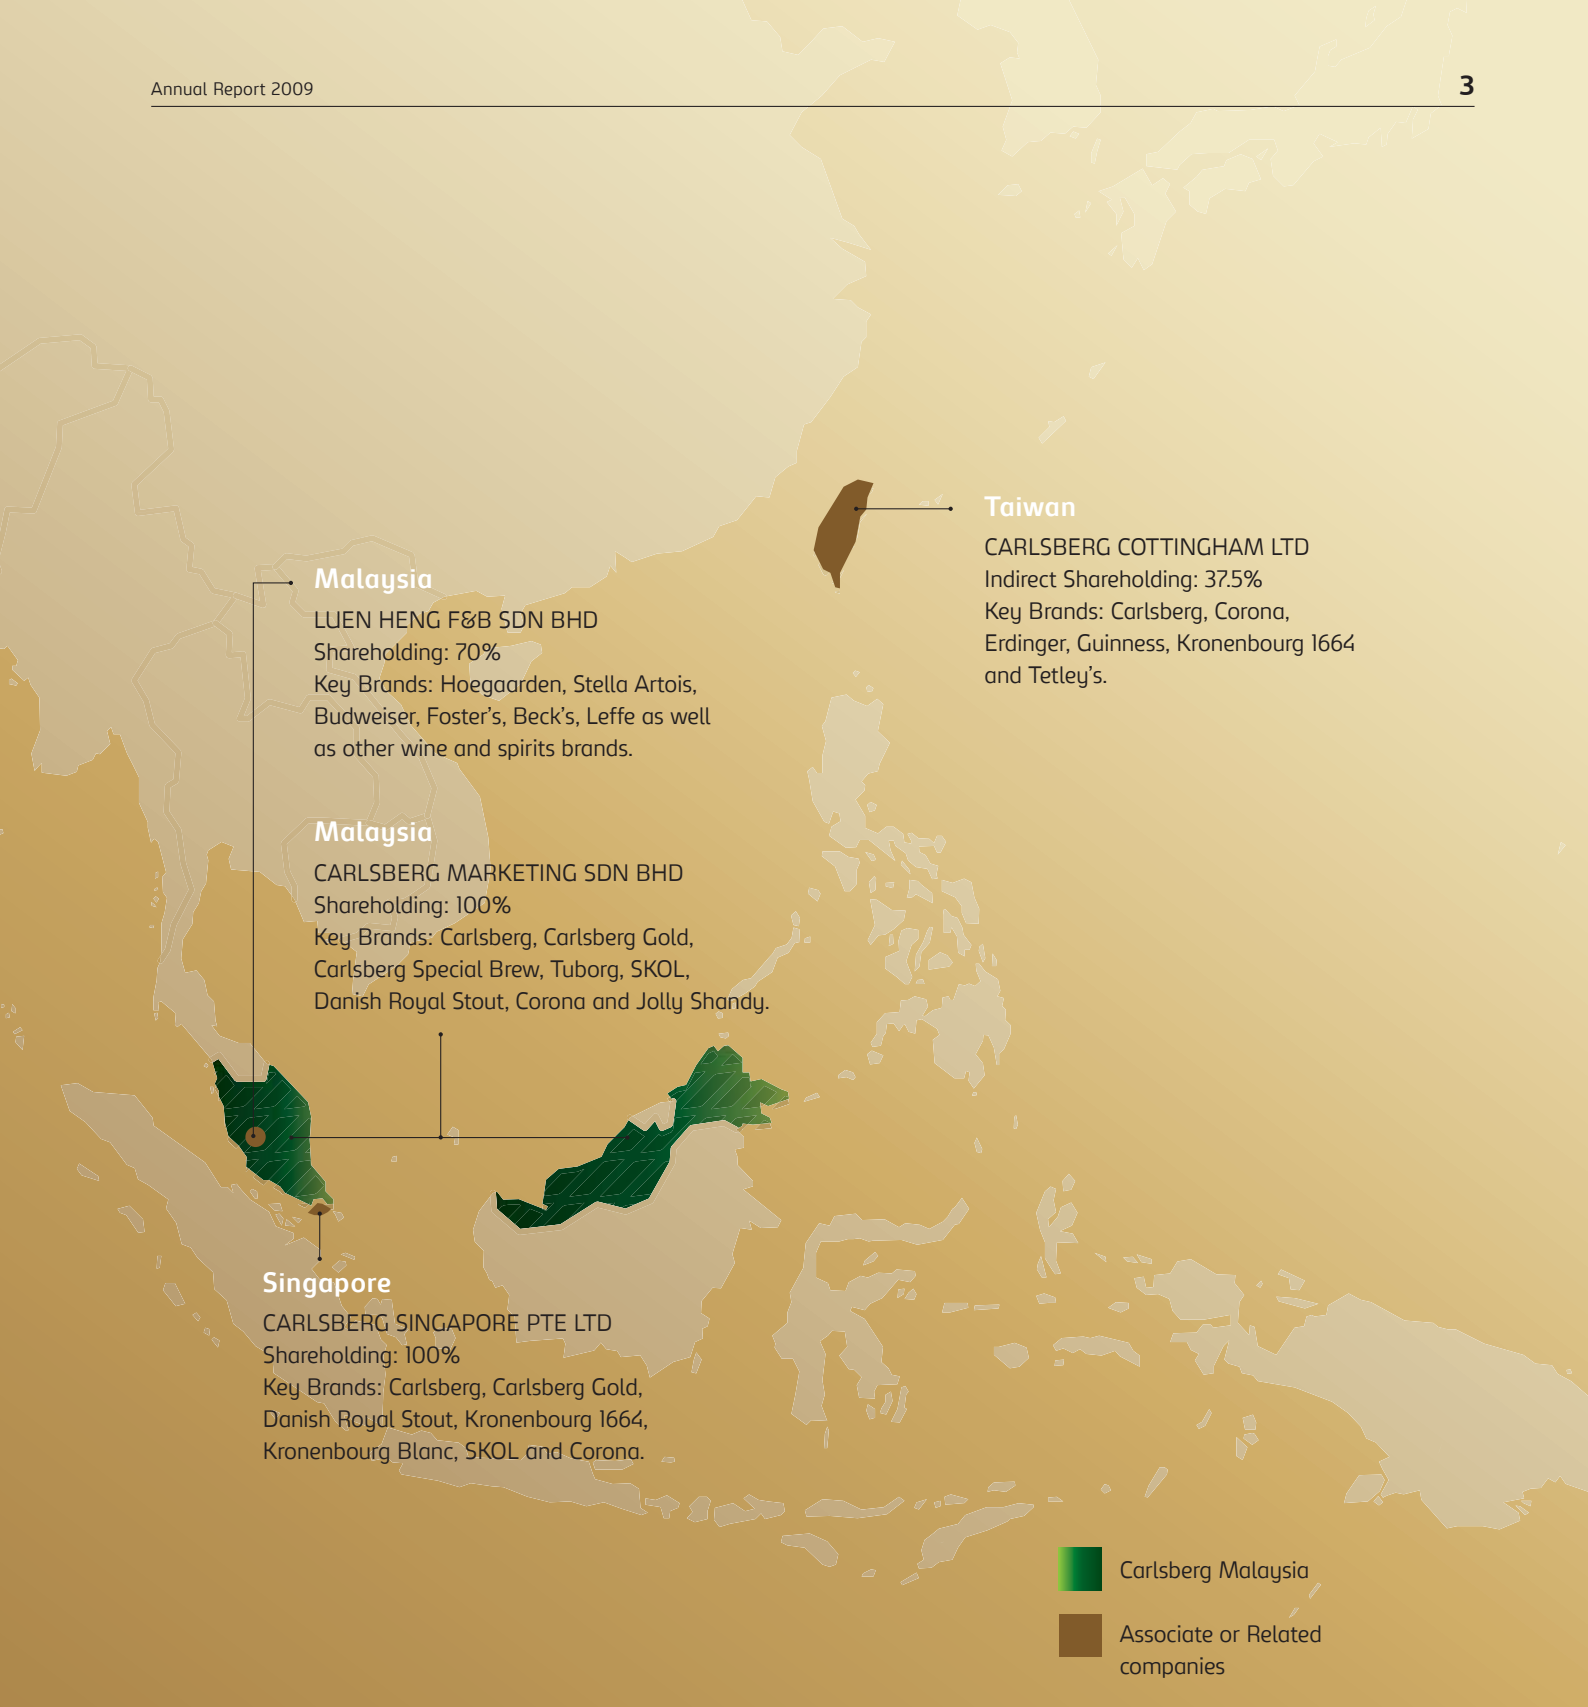 Annual Report 2009
3
Taiwan
CARLSBERG COTTINGHAM LTD
Indirect Shareholding: 37.5%
Key Brands: Carlsberg, Corona,
Erdinger, Guinness, Kronenbourg 1664
and Tetley’s.
Malaysia
LUEN HENG F&B SDN BHD
Shareholding: 70%
Key Brands: Hoegaarden, Stella Artois,
Budweiser, Foster’s, Beck’s, Leffe as well
as other wine and spirits brands.
Malaysia
CARLSBERG MARKETING SDN BHD
Shareholding: 100%
Key Brands: Carlsberg, Carlsberg Gold,
Carlsberg Special Brew, Tuborg, SKOL,
Danish Royal Stout, Corona and Jolly Shandy.
Singapore
CARLSBERG SINGAPORE PTE LTD
Shareholding: 100%
Key Brands: Carlsberg, Carlsberg Gold,
Danish Royal Stout, Kronenbourg 1664,
Kronenbourg Blanc, SKOL and Corona.
Carlsberg Malaysia
Associate or Related
companies